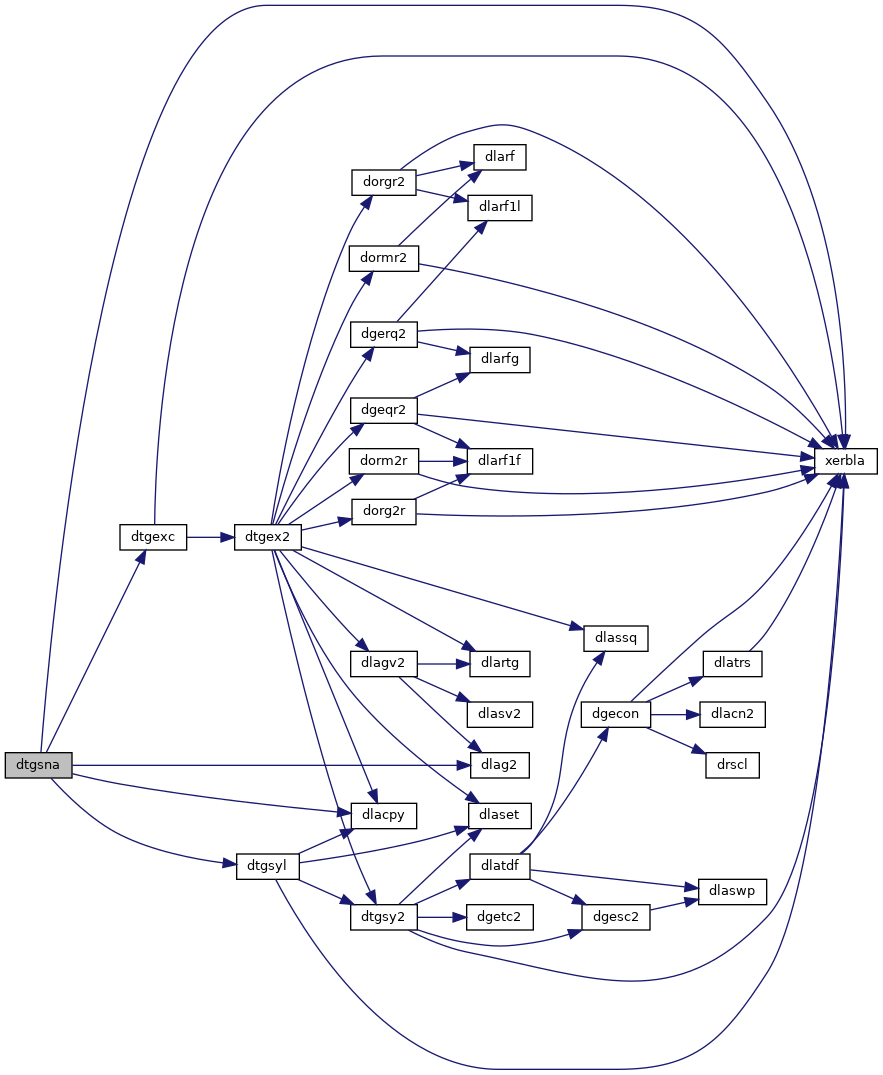 dlarf
dorgr2
dlarf1l
dormr2
dgerq2
dlarfg
dgeqr2
dorm2r
dlarf1f
xerbla
dorg2r
dtgexc
dtgex2
dlassq
dlagv2
dlartg
dlatrs
dlasv2
dgecon
dlacn2
dtgsna
dlag2
drscl
dlacpy
dlaset
dtgsyl
dlatdf
dlaswp
dtgsy2
dgetc2
dgesc2